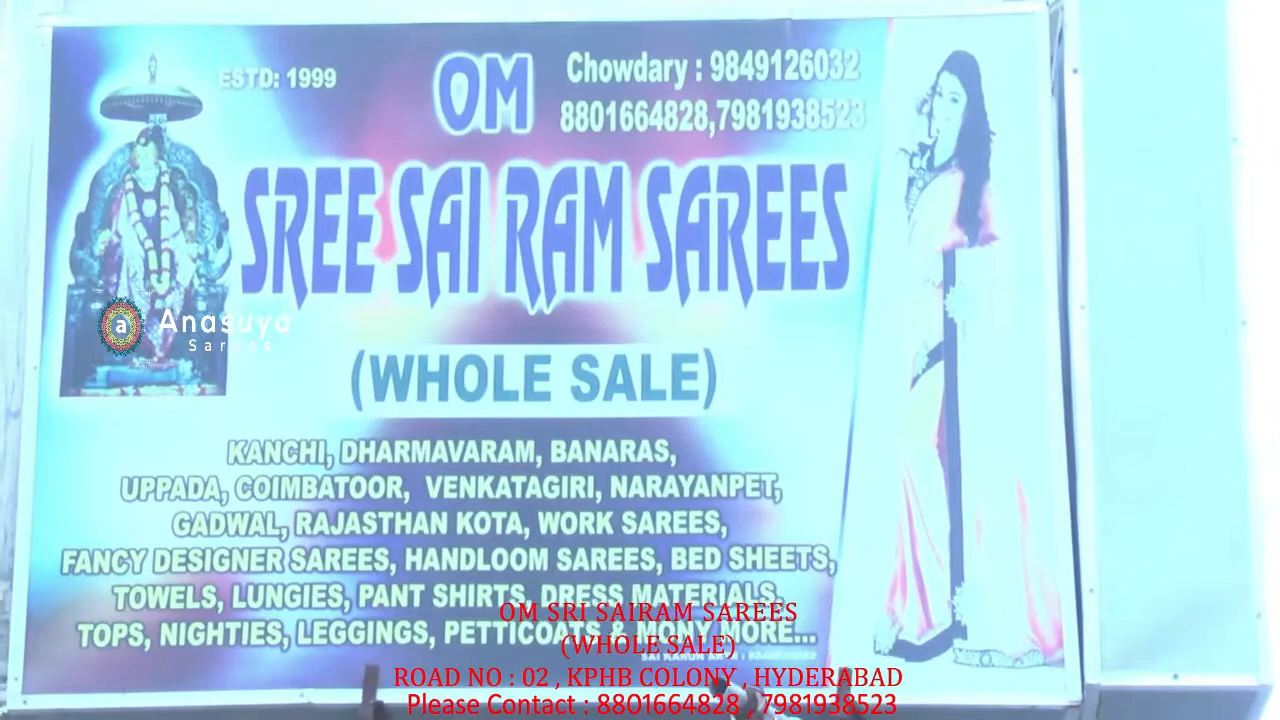 ESTD: 1999
OM
Chowdary : 9849126032
8801664828,7981938523
SREE SAI RAM SAREES
a Anasuya
Sarees
(WHOLE SALE)
KANCHI, DHARMAVARAM, BANARAS,
UPPADA, COIMBATOOR, VENKATAGIRI, NARAYANPET,
GADWAL, RAJASTHAN KOTA, WORK SAREES,
FANCY DESIGNER SAREES, HANDLOOM SAREES, BED SHEETS,
TOWELS, LUNGIES, PANT SHIRTS, DRESS MATERIALS,
TOPS, NIGHTIES, LEGGINGS, PETTICOATS & MONY MORE...
OM SRI SAIRAM SAREES
(WHOLE SALE)
ROAD NO : 02 , KPHB COLONY , HYDERABAD
Please Contact : 8801664828 , 7981938523